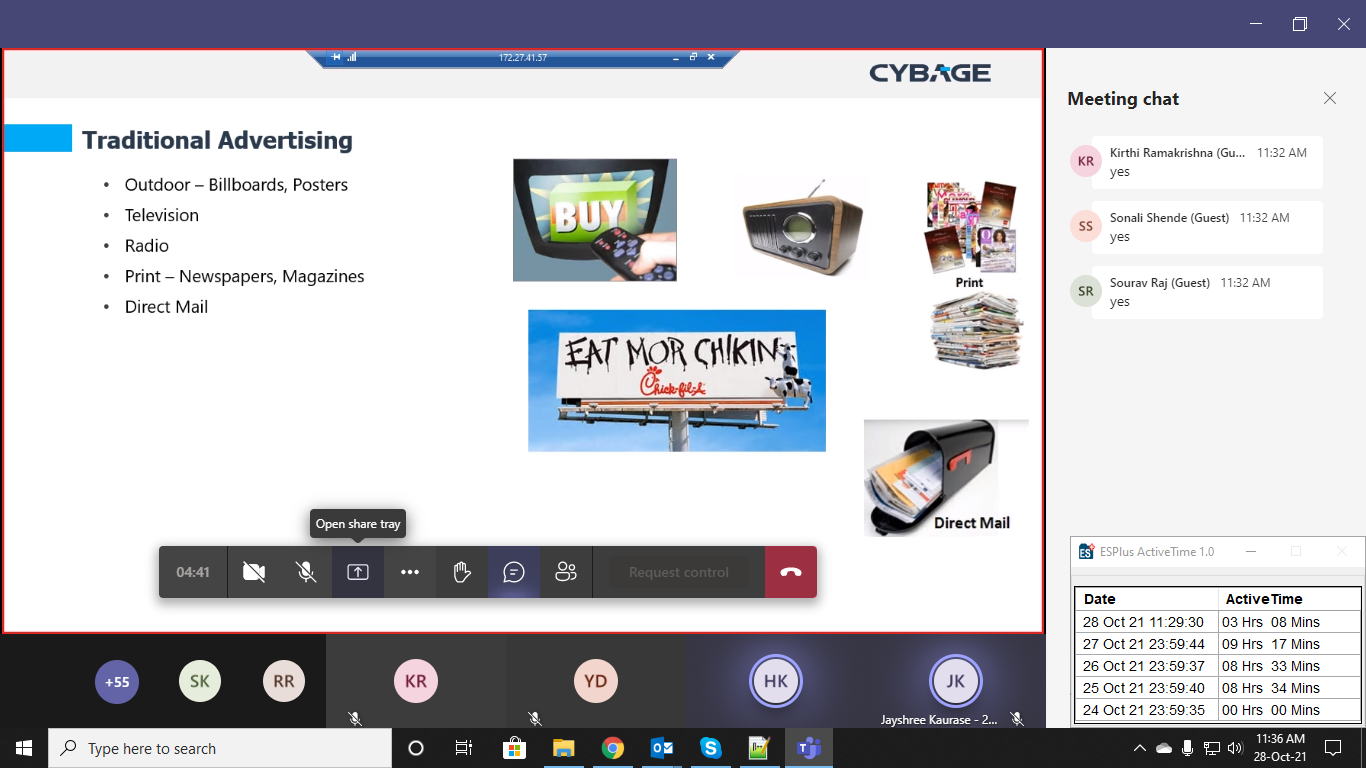 172.27.41.57
CYBAGE
Traditional Advertising
• Outdoor – Billboards, Posters
• Television
• Radio
• Print – Newspapers, Magazines
• Direct Mail
BUY
Print
EAT MOR CHIKIN
Chick-fil-A
Direct Mail
Open share tray
04:41
Request control
+55
SK
RR
KR
YD
HK
JK
Jayshree Kaurase - 2...
Meeting chat
KR
Kirthi Ramakrishna (Gu... 11:32 AM
yes
SS
Sonali Shende (Guest) 11:32 AM
yes
SR
Sourav Raj (Guest) 11:32 AM
yes
ES
ESPlus ActiveTime 1.0
Date ActiveTime
28 Oct 21 11:29:30 03 Hrs 08 Mins
27 Oct 21 23:59:44 09 Hrs 17 Mins
26 Oct 21 23:59:37 08 Hrs 33 Mins
25 Oct 21 23:59:40 08 Hrs 34 Mins
24 Oct 21 23:59:35 00 Hrs 00 Mins
Type here to search
11:36 AM
28-Oct-21